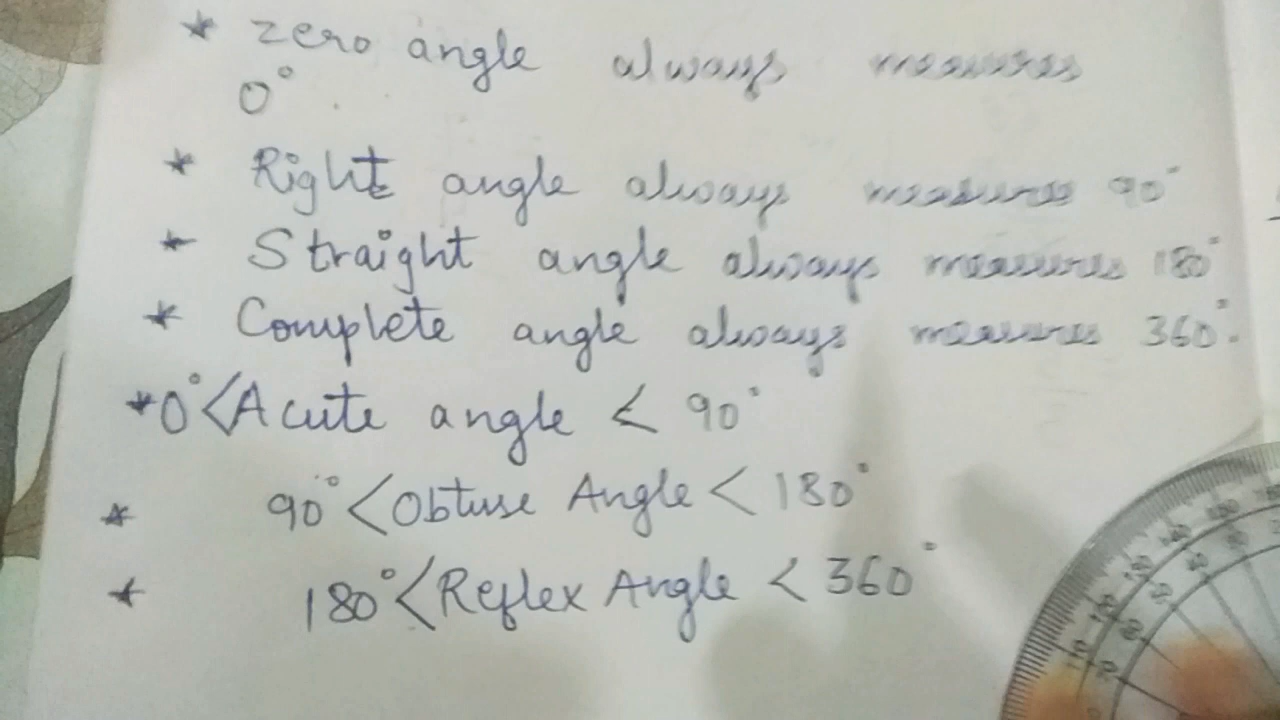 * zero angle always measures
0°
* Right angle always measures 90°
* Straight angle always measures 180°
* Complete angle always measures 360°.
* 0° < Acute angle < 90°
* 90° < Obtuse Angle < 180°
* 180° < Reflex Angle < 360°